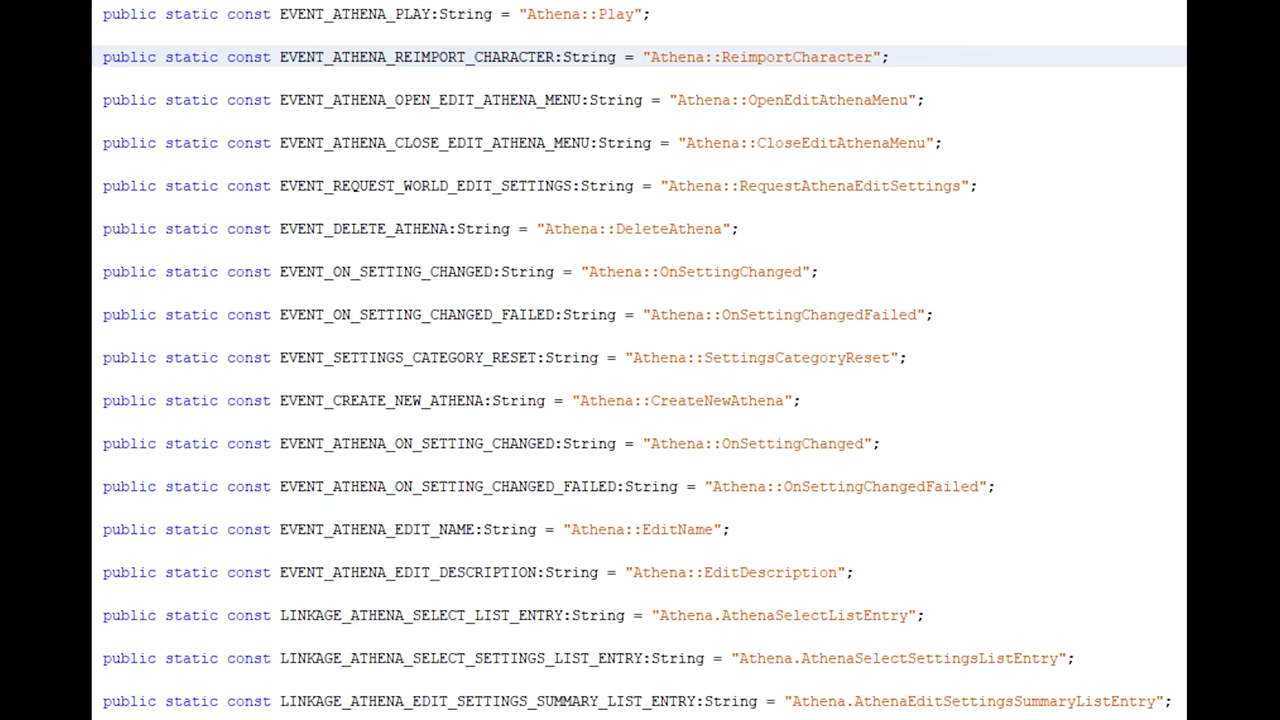 public static const EVENT_ATHENA_PLAY:String = "Athena::Play";
public static const EVENT_ATHENA_REIMPORT_CHARACTER:String = "Athena::ReimportCharacter";
public static const EVENT_ATHENA_OPEN_EDIT_ATHENA_MENU:String = "Athena::OpenEditAthenaMenu";
public static const EVENT_ATHENA_CLOSE_EDIT_ATHENA_MENU:String = "Athena::CloseEditAthenaMenu";
public static const EVENT_REQUEST_WORLD_EDIT_SETTINGS:String = "Athena::RequestAthenaEditSettings";
public static const EVENT_DELETE_ATHENA:String = "Athena::DeleteAthena";
public static const EVENT_ON_SETTING_CHANGED:String = "Athena::OnSettingChanged";
public static const EVENT_ON_SETTING_CHANGED_FAILED:String = "Athena::OnSettingChangedFailed";
public static const EVENT_SETTINGS_CATEGORY_RESET:String = "Athena::SettingsCategoryReset";
public static const EVENT_CREATE_NEW_ATHENA:String = "Athena::CreateNewAthena";
public static const EVENT_ATHENA_ON_SETTING_CHANGED:String = "Athena::OnSettingChanged";
public static const EVENT_ATHENA_ON_SETTING_CHANGED_FAILED:String = "Athena::OnSettingChangedFailed";
public static const EVENT_ATHENA_EDIT_NAME:String = "Athena::EditName";
public static const EVENT_ATHENA_EDIT_DESCRIPTION:String = "Athena::EditDescription";
public static const LINKAGE_ATHENA_SELECT_LIST_ENTRY:String = "Athena.AthenaSelectListEntry";
public static const LINKAGE_ATHENA_SELECT_SETTINGS_LIST_ENTRY:String = "Athena.AthenaSelectSettingsListEntry";
public static const LINKAGE_ATHENA_EDIT_SETTINGS_SUMMARY_LIST_ENTRY:String = "Athena.AthenaEditSettingsSummaryListEntry";